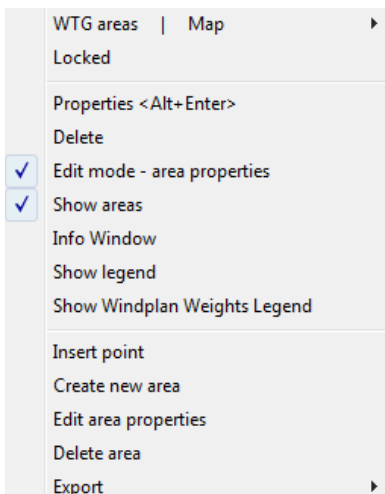 WTG areas | Map
Locked
Properties <Alt+Enter>
Delete
Edit mode - area properties
Show areas
Info Window
Show legend
Show Windplan Weights Legend
Insert point
Create new area
Edit area properties
Delete area
Export